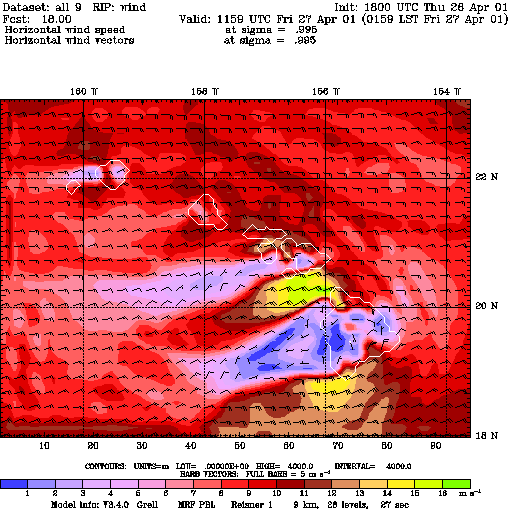 Dataset: all 9 RIP: wind Init: 1800 UTC Thu 26 Apr 01
Fcst: 18.00 Valid: 1159 UTC Fri 27 Apr 01 (0159 LST Fri 27 Apr 01)
Horizontal wind speed at sigma = .995
Horizontal wind vectors at sigma = .995
160 W 158 W 156 W 154 W
22 N
20 N
18 N
10 20 30 40 50 60 70 80 90
CONTOURS: UNITS=m LOW= .00000E+00 HIGH= 4000.0 INTERVAL= 4000.0
BARB VECTORS: FULL BARB = 5 m s⁻¹
1 2 3 4 5 6 7 8 9 10 11 12 13 14 15 16 m s⁻¹
Model info: V3.4.0 Grell MRF PBL Reisner 1 9 km, 28 levels, 27 sec